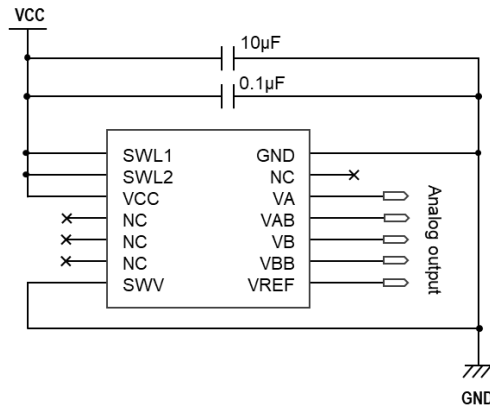 VCC
10µF
0.1µF
SWL1
SWL2
VCC
NC
NC
NC
SWV
GND
NC
VA
VAB
VB
VBB
VREF
Analog output
GND